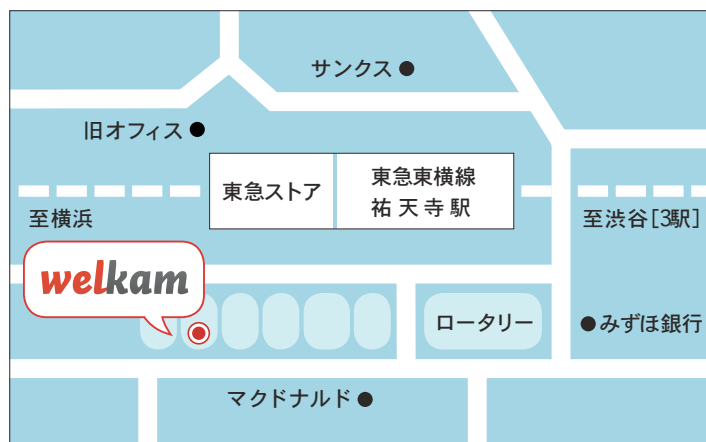 サンクス
旧オフィス
東急ストア
東急東横線
祐天寺駅
至横浜
至渋谷[3駅]
welkam
ロータリー
みずほ銀行
マクドナルド